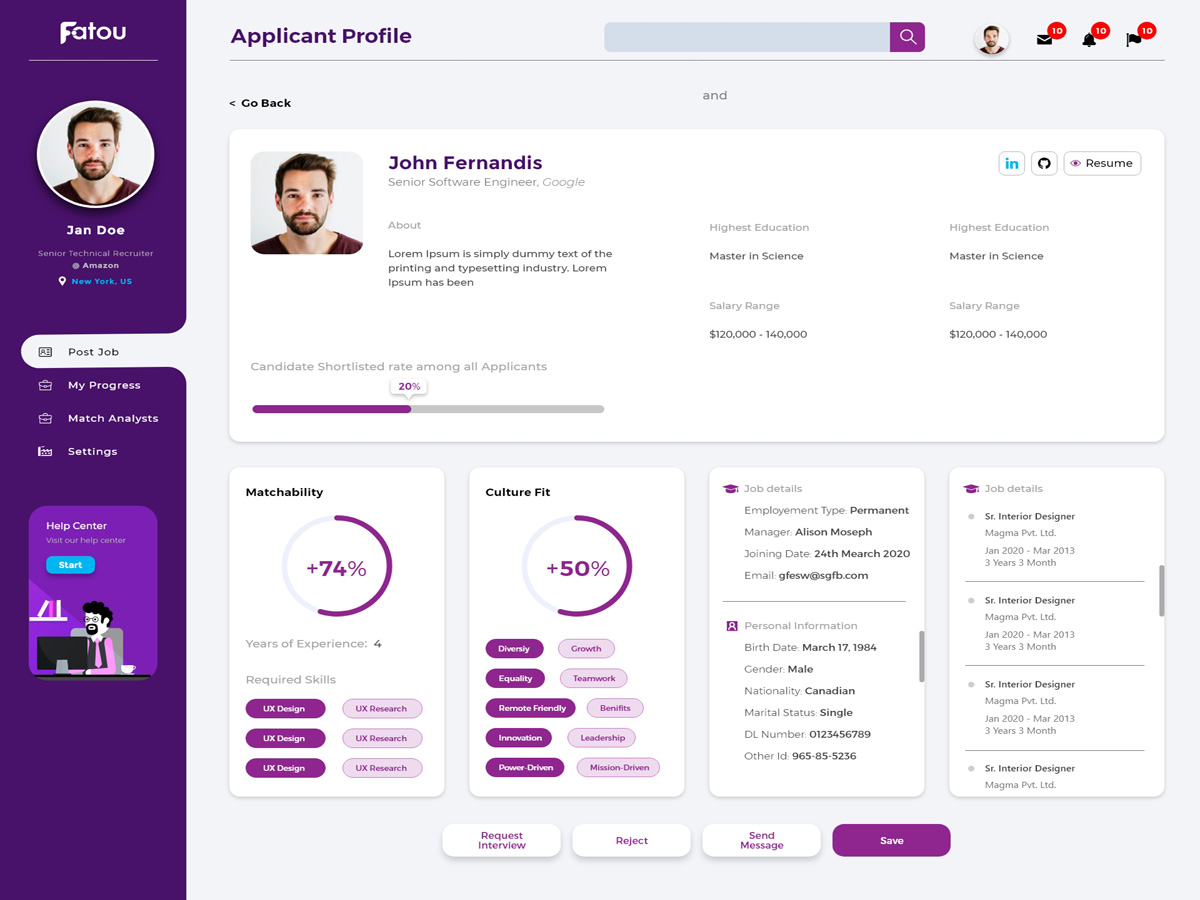 Fatou
Jan Doe
Senior Technical Recruiter
@ Amazon
New York, US
Post Job
My Progress
Match Analysts
Settings
Help Center
Visit our help center
Start
Applicant Profile
10
10
10
and
< Go Back
John Fernandis
Senior Software Engineer, Google
in
Resume
About
Lorem Ipsum is simply dummy text of the
printing and typesetting industry. Lorem
Ipsum has been
Highest Education
Master in Science
Salary Range
$120,000 - 140,000
Highest Education
Master in Science
Salary Range
$120,000 - 140,000
Candidate Shortlisted rate among all Applicants
20%
Matchability
+74%
Years of Experience: 4
Required Skills
UX Design UX Research
UX Design UX Research
UX Design UX Research
Culture Fit
+50%
Diversiy Growth
Equality Teamwork
Remote Friendly Benifits
Innovation Leadership
Power-Driven Mission-Driven
Job details
Employement Type: Permanent
Manager: Alison Moseph
Joining Date: 24th Mearch 2020
Email: gfesw@sgfb.com
Personal Information
Birth Date: March 17, 1984
Gender: Male
Nationality: Canadian
Marital Status: Single
DL Number: 0123456789
Other Id: 965-85-5236
Job details
Sr. Interior Designer
Magma Pvt. Ltd.
Jan 2020 - Mar 2013
3 Years 3 Month
Sr. Interior Designer
Magma Pvt. Ltd.
Jan 2020 - Mar 2013
3 Years 3 Month
Sr. Interior Designer
Magma Pvt. Ltd.
Jan 2020 - Mar 2013
3 Years 3 Month
Sr. Interior Designer
Magma Pvt. Ltd.
Request
Interview
Reject
Send
Message
Save